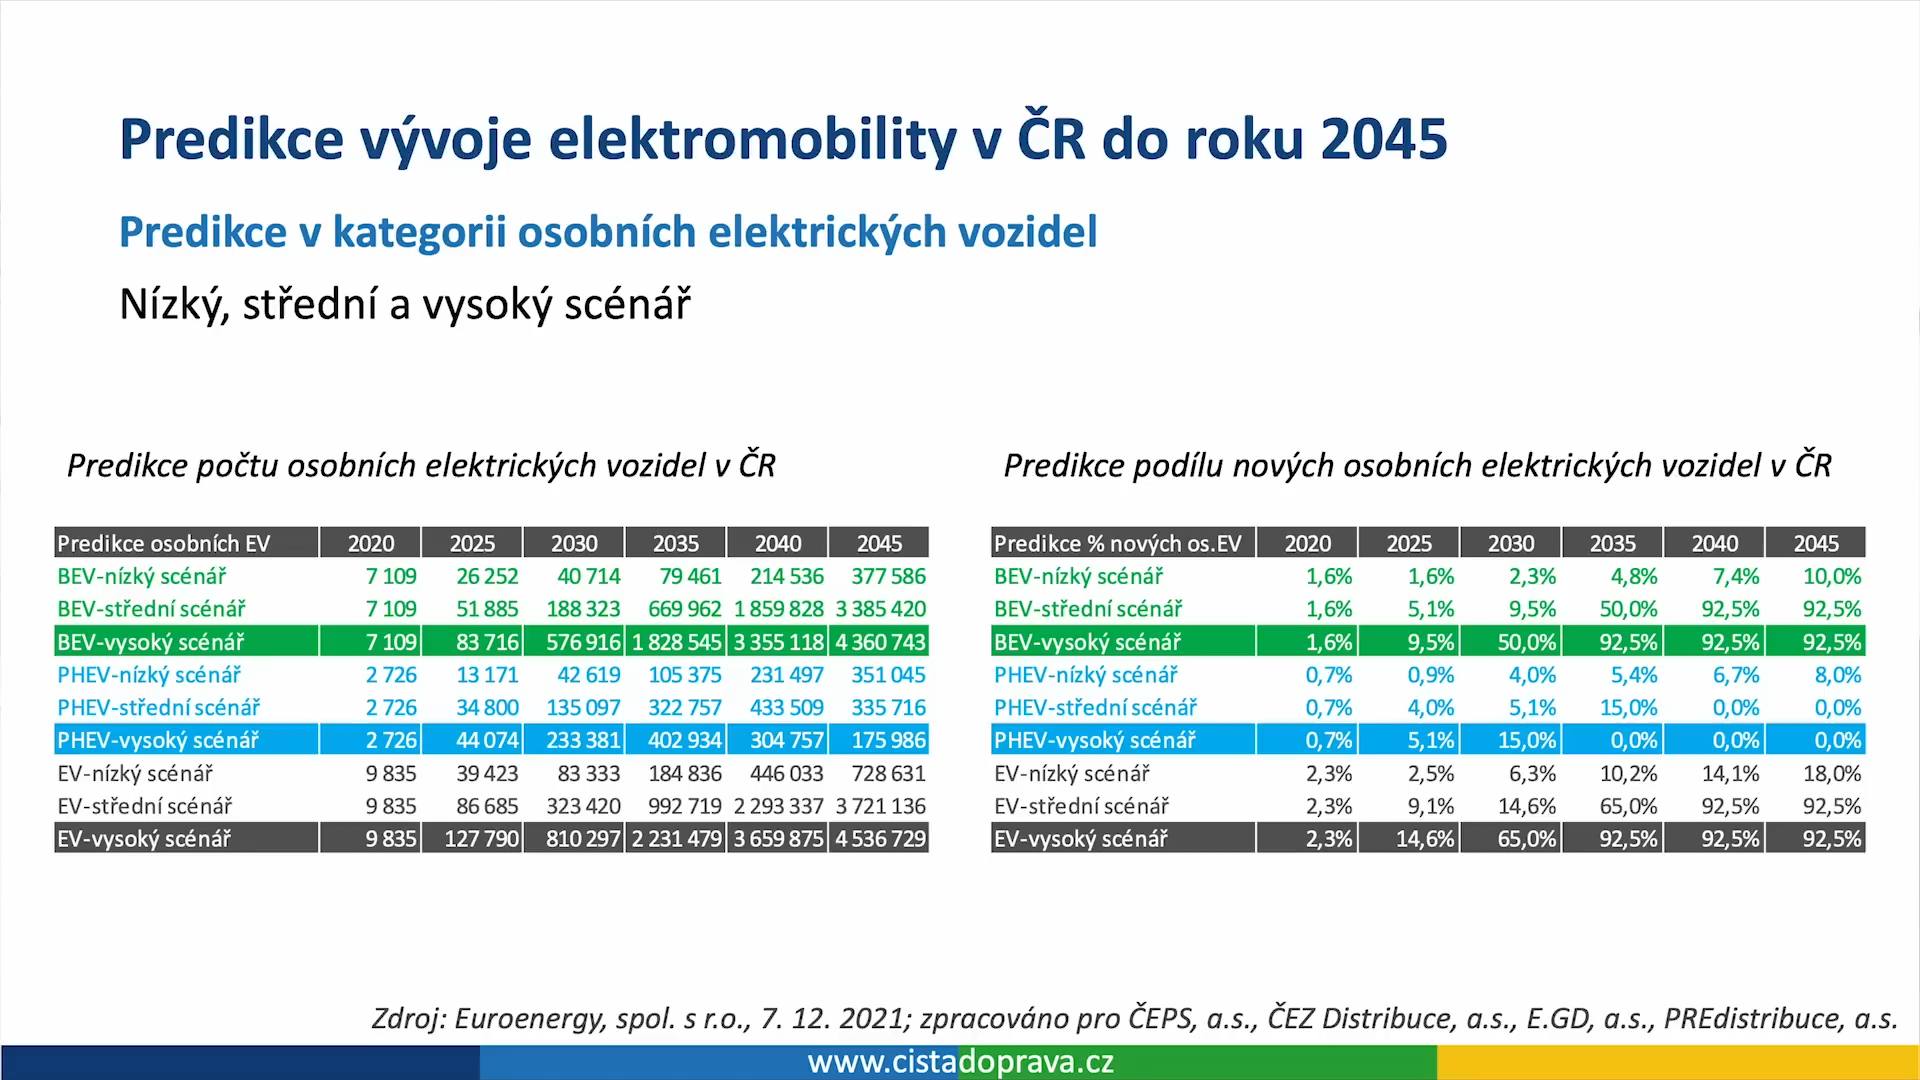 Predikce vývoje elektromobility v ČR do roku 2045
Predikce v kategorii osobních elektrických vozidel
Nízký, střední a vysoký scénář
Predikce počtu osobních elektrických vozidel v ČR
Predikce osobních EV 2020 2025 2030 2035 2040 2045
BEV-nízký scénář 7 109 26 252 40 714 79 461 214 536 377 586
BEV-střední scénář 7 109 51 885 188 323 669 962 1 859 828 3 385 420
BEV-vysoký scénář 7 109 83 716 576 916 1 828 545 3 355 118 4 360 743
PHEV-nízký scénář 2 726 13 171 42 619 105 375 231 497 351 045
PHEV-střední scénář 2 726 34 800 135 097 322 757 433 509 335 716
PHEV-vysoký scénář 2 726 44 074 233 381 402 934 304 757 175 986
EV-nízký scénář 9 835 39 423 83 333 184 836 446 033 728 631
EV-střední scénář 9 835 86 685 323 420 992 719 2 293 337 3 721 136
EV-vysoký scénář 9 835 127 790 810 297 2 231 479 3 659 875 4 536 729
Predikce podílu nových osobních elektrických vozidel v ČR
Predikce % nových os.EV 2020 2025 2030 2035 2040 2045
BEV-nízký scénář 1,6% 1,6% 2,3% 4,8% 7,4% 10,0%
BEV-střední scénář 1,6% 5,1% 9,5% 50,0% 92,5% 92,5%
BEV-vysoký scénář 1,6% 9,5% 50,0% 92,5% 92,5% 92,5%
PHEV-nízký scénář 0,7% 0,9% 4,0% 5,4% 6,7% 8,0%
PHEV-střední scénář 0,7% 4,0% 5,1% 15,0% 0,0% 0,0%
PHEV-vysoký scénář 0,7% 5,1% 15,0% 0,0% 0,0% 0,0%
EV-nízký scénář 2,3% 2,5% 6,3% 10,2% 14,1% 18,0%
EV-střední scénář 2,3% 9,1% 14,6% 65,0% 92,5% 92,5%
EV-vysoký scénář 2,3% 14,6% 65,0% 92,5% 92,5% 92,5%
Zdroj: Euroenergy, spol. s r.o., 7. 12. 2021; zpracováno pro ČEPS, a.s., ČEZ Distribuce, a.s., E.GD, a.s., PREdistribuce, a.s.
www.cistadoprava.cz